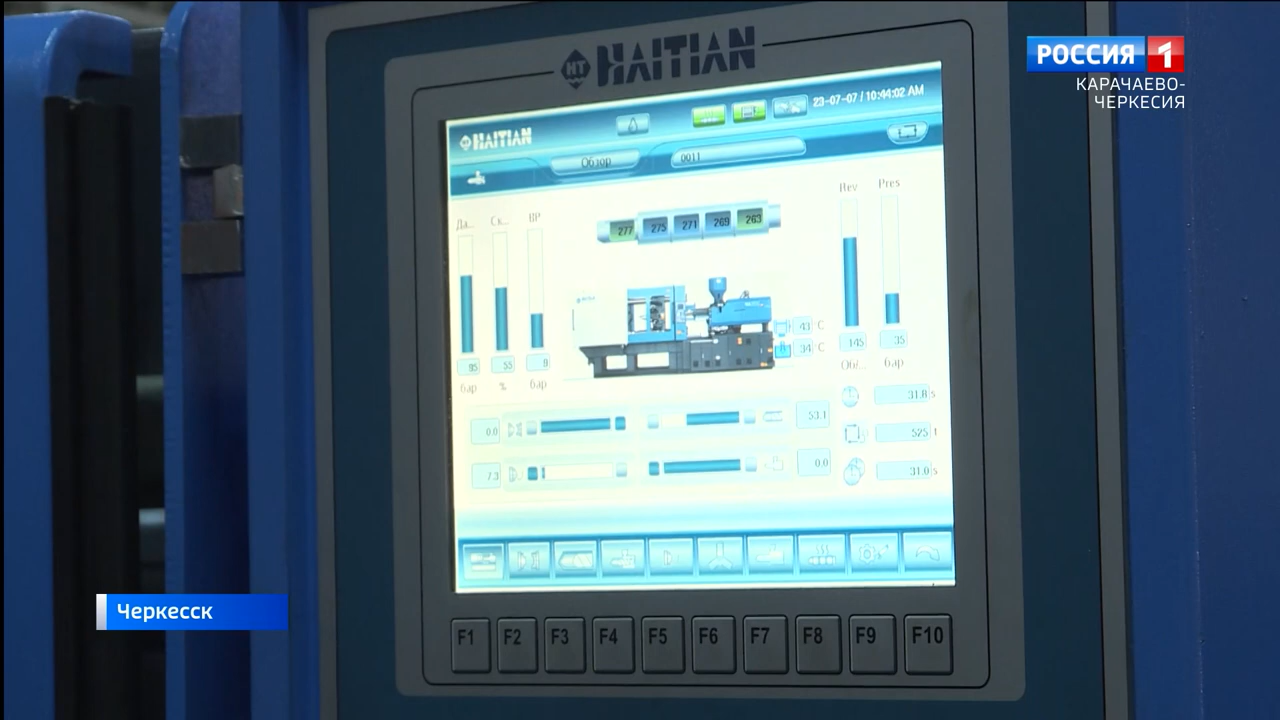 HT HAITIAN
РОССИЯ 1
КАРАЧАЕВО-
ЧЕРКЕСИЯ
23-07-07 / 10:44:02 AM
HAITIAN
Обзор
0011
Да... Ск... ВР
Rev Pres
277 275 271 269 263
43 °C
34 °C
95 55 9
145 35
бар % бар
Об/... бар
31.8 s
0.0
53.1
525 1
7.3
0.0
31.0 s
Черкесск
F1 F2 F3 F4 F5 F6 F7 F8 F9 F10